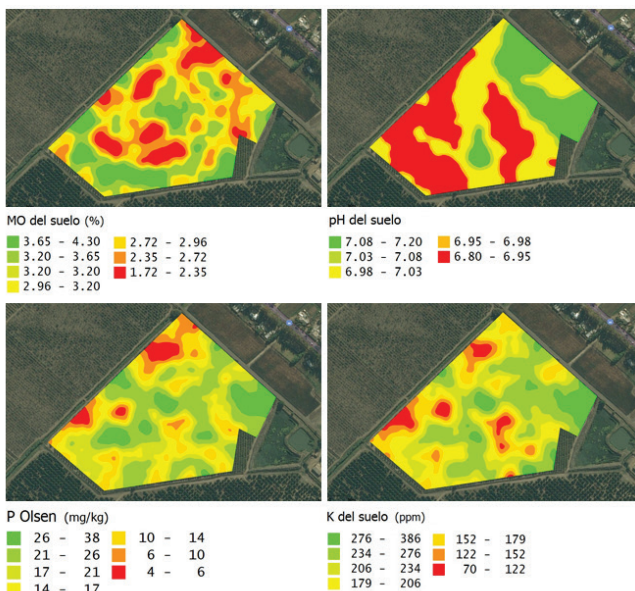 MO del suelo (%)
3.65 - 4.30 2.72 - 2.96
3.20 - 3.65 2.35 - 2.72
3.20 - 3.20 1.72 - 2.35
2.96 - 3.20
pH del suelo
7.08 - 7.20 6.95 - 6.98
7.03 - 7.08 6.80 - 6.95
6.98 - 7.03
P Olsen (mg/kg)
26 - 38 10 - 14
21 - 26 6 - 10
17 - 21 4 - 6
14 - 17
K del suelo (ppm)
276 - 386 152 - 179
234 - 276 122 - 152
206 - 234 70 - 122
179 - 206